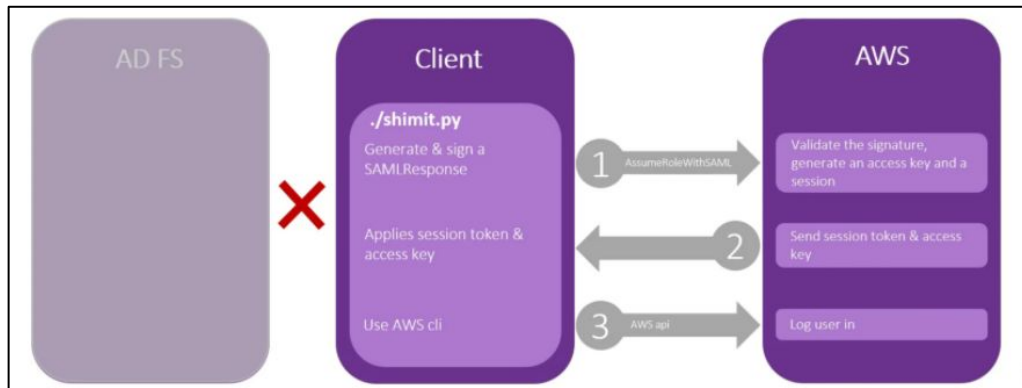 AD FS
Client
./shimit.py
Generate & sign a
SAMLResponse
Applies session token &
access key
Use AWS cli
1
AssumeRoleWithSAML
2
3
AWS api
AWS
Validate the signature,
generate an access key and a
session
Send session token & access
key
Log user in